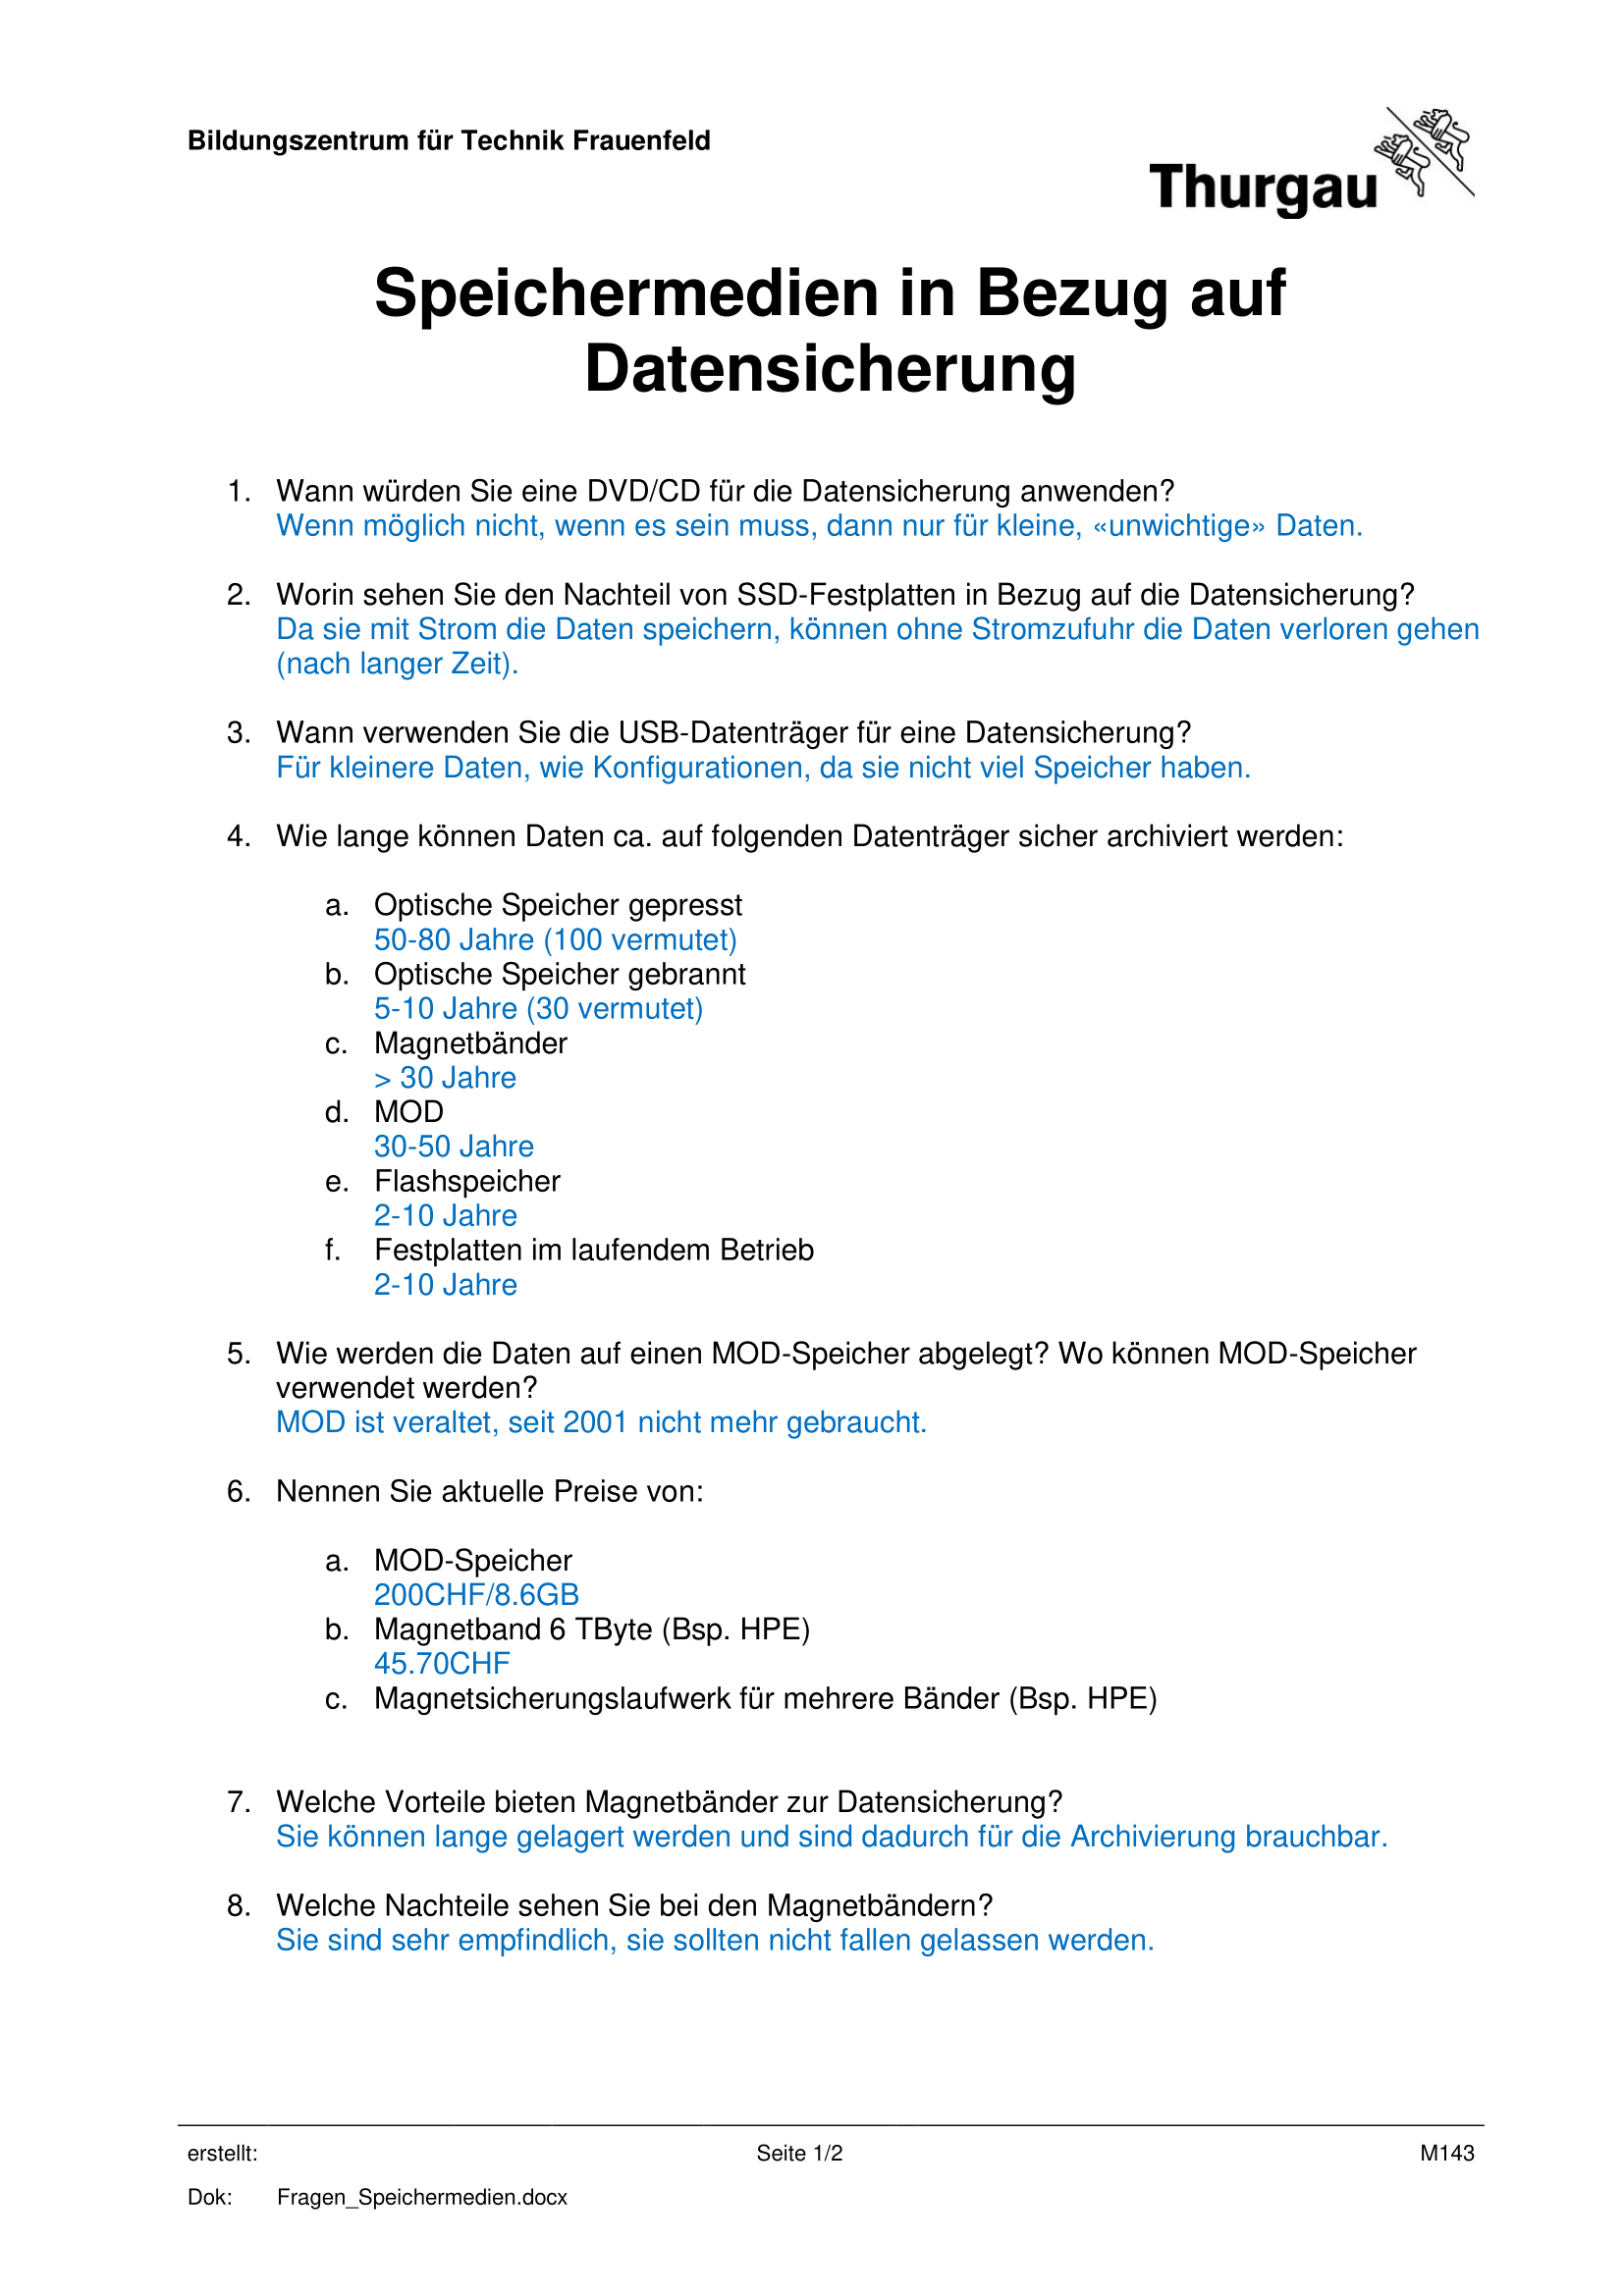 Bildungszentrum für Technik Frauenfeld
Thurgau
Speichermedien in Bezug auf
Datensicherung
1. Wann würden Sie eine DVD/CD für die Datensicherung anwenden?
Wenn möglich nicht, wenn es sein muss, dann nur für kleine, «unwichtige» Daten.
2. Worin sehen Sie den Nachteil von SSD-Festplatten in Bezug auf die Datensicherung?
Da sie mit Strom die Daten speichern, können ohne Stromzufuhr die Daten verloren gehen
(nach langer Zeit).
3. Wann verwenden Sie die USB-Datenträger für eine Datensicherung?
Für kleinere Daten, wie Konfigurationen, da sie nicht viel Speicher haben.
4. Wie lange können Daten ca. auf folgenden Datenträger sicher archiviert werden:
a. Optische Speicher gepresst
50-80 Jahre (100 vermutet)
b. Optische Speicher gebrannt
5-10 Jahre (30 vermutet)
c. Magnetbänder
> 30 Jahre
d. MOD
30-50 Jahre
e. Flashspeicher
2-10 Jahre
f. Festplatten im laufendem Betrieb
2-10 Jahre
5. Wie werden die Daten auf einen MOD-Speicher abgelegt? Wo können MOD-Speicher
verwendet werden?
MOD ist veraltet, seit 2001 nicht mehr gebraucht.
6. Nennen Sie aktuelle Preise von:
a. MOD-Speicher
200CHF/8.6GB
b. Magnetband 6 TByte (Bsp. HPE)
45.70CHF
c. Magnetsicherungslaufwerk für mehrere Bänder (Bsp. HPE)
7. Welche Vorteile bieten Magnetbänder zur Datensicherung?
Sie können lange gelagert werden und sind dadurch für die Archivierung brauchbar.
8. Welche Nachteile sehen Sie bei den Magnetbändern?
Sie sind sehr empfindlich, sie sollten nicht fallen gelassen werden.
erstellt: Seite 1/2 M143
Dok: Fragen_Speichermedien.docx